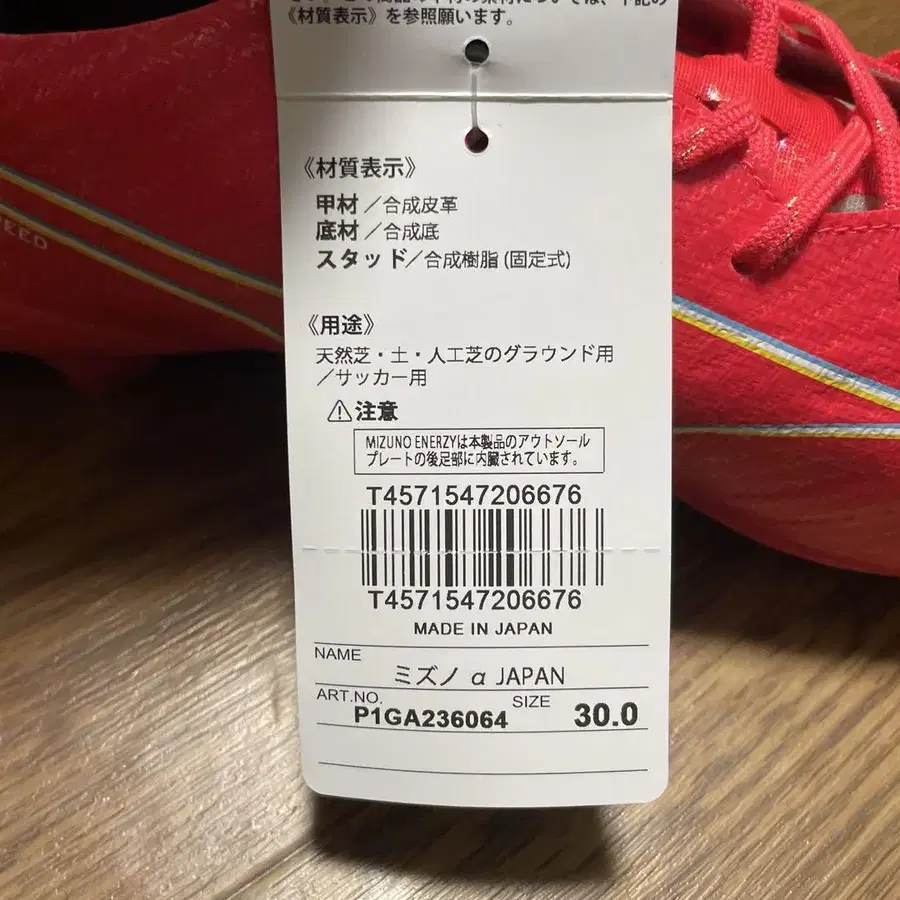 《材質表示》を参照願います。
《材質表示》
甲材／合成皮革
底材／合成底
スタッド／合成樹脂(固定式)
《用途》
天然芝・土・人工芝のグラウンド用
／サッカー用
⚠注意
MIZUNO ENERZYは本製品のアウトソール
プレートの後足部に内臓されています。
T4571547206676
T4571547206676
MADE IN JAPAN
NAME
ミズノ α JAPAN
ART.NO. P1GA236064 SIZE 30.0